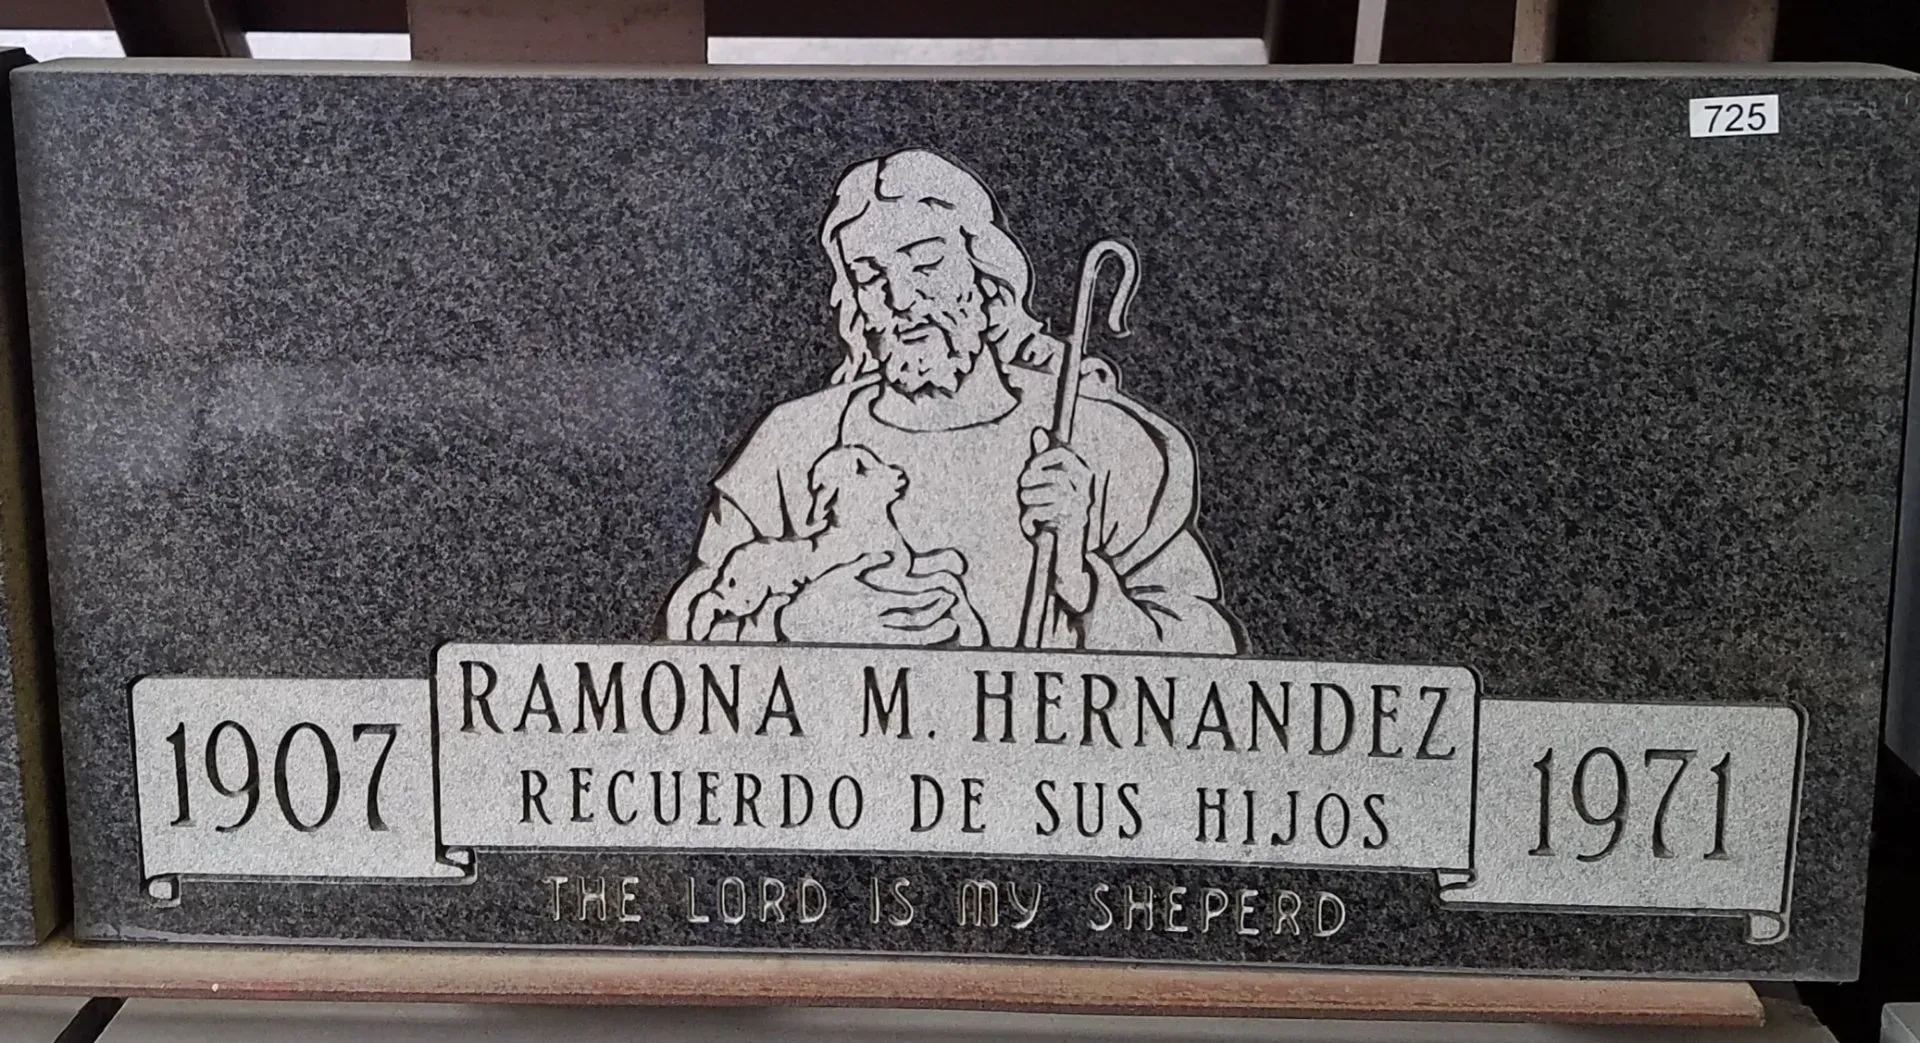 725
RAMONA M. HERNANDEZ
1907
RECUERDO DE SUS HIJOS
1971
THE LORD IS MY SHEPERD